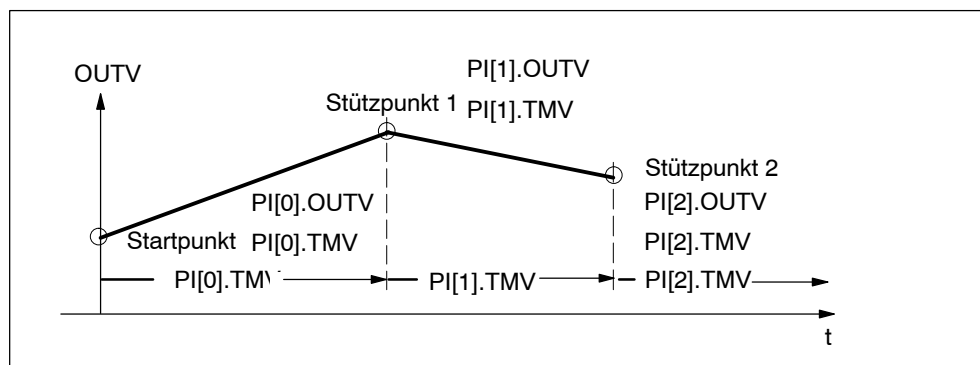 OUTV
PI[1].OUTV
Stützpunkt 1
PI[1].TMV
Stützpunkt 2
PI[0].OUTV
PI[2].OUTV
Startpunkt
PI[0].TMV
PI[2].TMV
PI[0].TMV
PI[1].TMV
PI[2].TMV
t